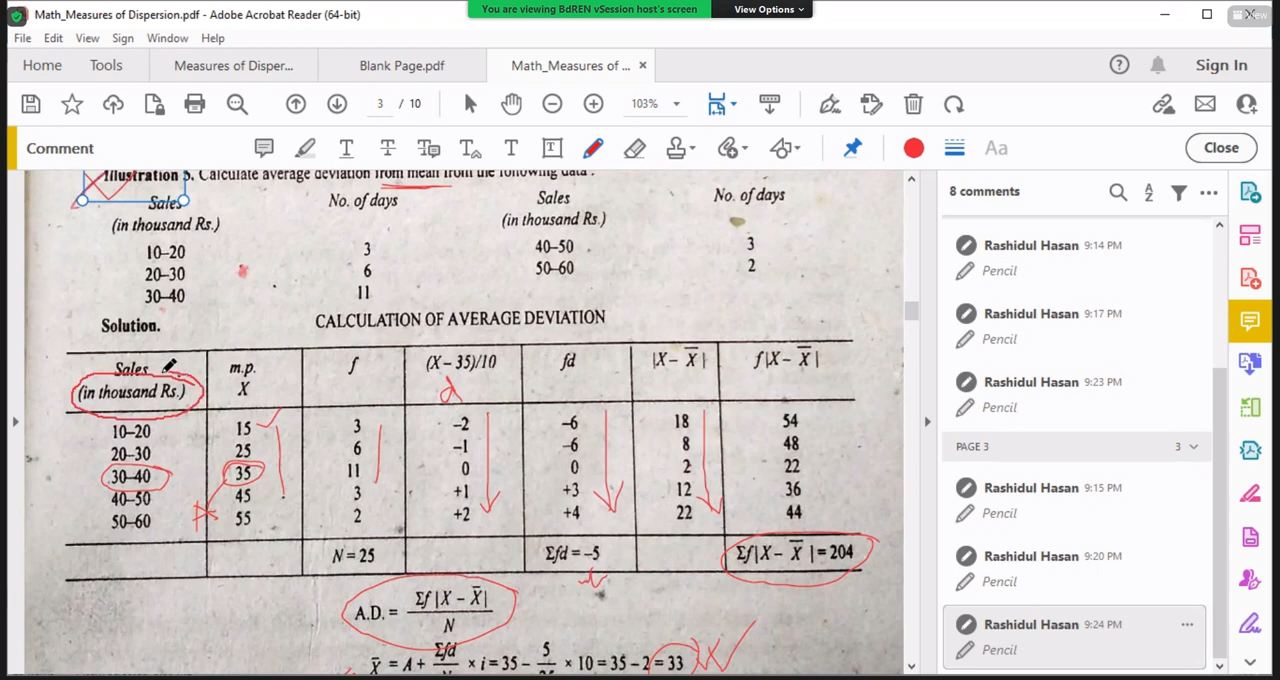 Math_Measures of Dispersion.pdf - Adobe Acrobat Reader (64-bit)
You are viewing BdREN vSession host's screen
View Options
View
File Edit View Sign Window Help
Home Tools Measures of Disper... Blank Page.pdf Math_Measures of ... × Sign In
3 / 10 103%
Comment Aa Close
Illustration 5. Calculate average deviation from mean from the following data :
Sales No. of days Sales No. of days
(in thousand Rs.) (in thousand Rs.)
10–20 3 40–50 3
20–30 6 50–60 2
30–40 11
Solution. CALCULATION OF AVERAGE DEVIATION
Sales m.p. f (X – 35)/10 fd |X – X̄| f|X – X̄|
(in thousand Rs.) X d
10–20 15 3 –2 –6 18 54
20–30 25 6 –1 –6 8 48
30–40 35 11 0 0 2 22
40–50 45 3 +1 +3 12 36
50–60 55 2 +2 +4 22 44
N = 25 Σfd = –5 Σf|X – X̄| = 204
A.D. = Σf |X – X̄| / N
X̄ = A + Σfd × i = 35 – 5 × 10 = 35 – 2 = 33
8 comments
Rashidul Hasan 9:14 PM
Pencil
Rashidul Hasan 9:17 PM
Pencil
Rashidul Hasan 9:23 PM
Pencil
PAGE 3 3
Rashidul Hasan 9:15 PM
Pencil
Rashidul Hasan 9:20 PM
Pencil
Rashidul Hasan 9:24 PM
Pencil